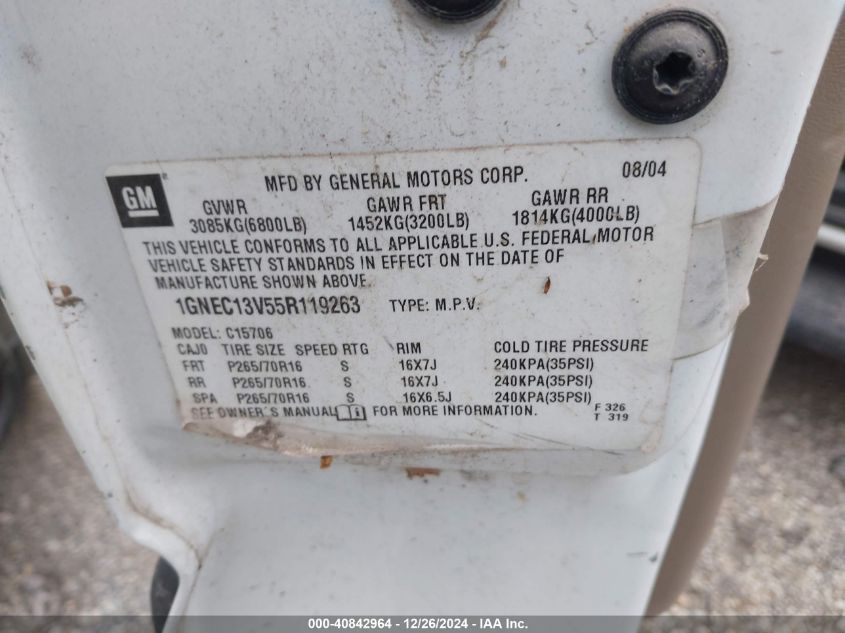 GM
MFD BY GENERAL MOTORS CORP. 08/04
GVWR GAWR FRT GAWR RR
3085KG(6800LB) 1452KG(3200LB) 1814KG(4000LB)
THIS VEHICLE CONFORMS TO ALL APPLICABLE U.S. FEDERAL MOTOR
VEHICLE SAFETY STANDARDS IN EFFECT ON THE DATE OF
MANUFACTURE SHOWN ABOVE.
1GNEC13V55R119263 TYPE: M.P.V.
MODEL: C15706
CAJ0 TIRE SIZE SPEED RTG RIM COLD TIRE PRESSURE
FRT P265/70R16 S 16X7J 240KPA(35PSI)
RR P265/70R16 S 16X7J 240KPA(35PSI)
SPA P265/70R16 S 16X6.5J 240KPA(35PSI)
SEE OWNER'S MANUAL FOR MORE INFORMATION.
F 326
T 319
000-40842964 - 12/26/2024 - IAA Inc.